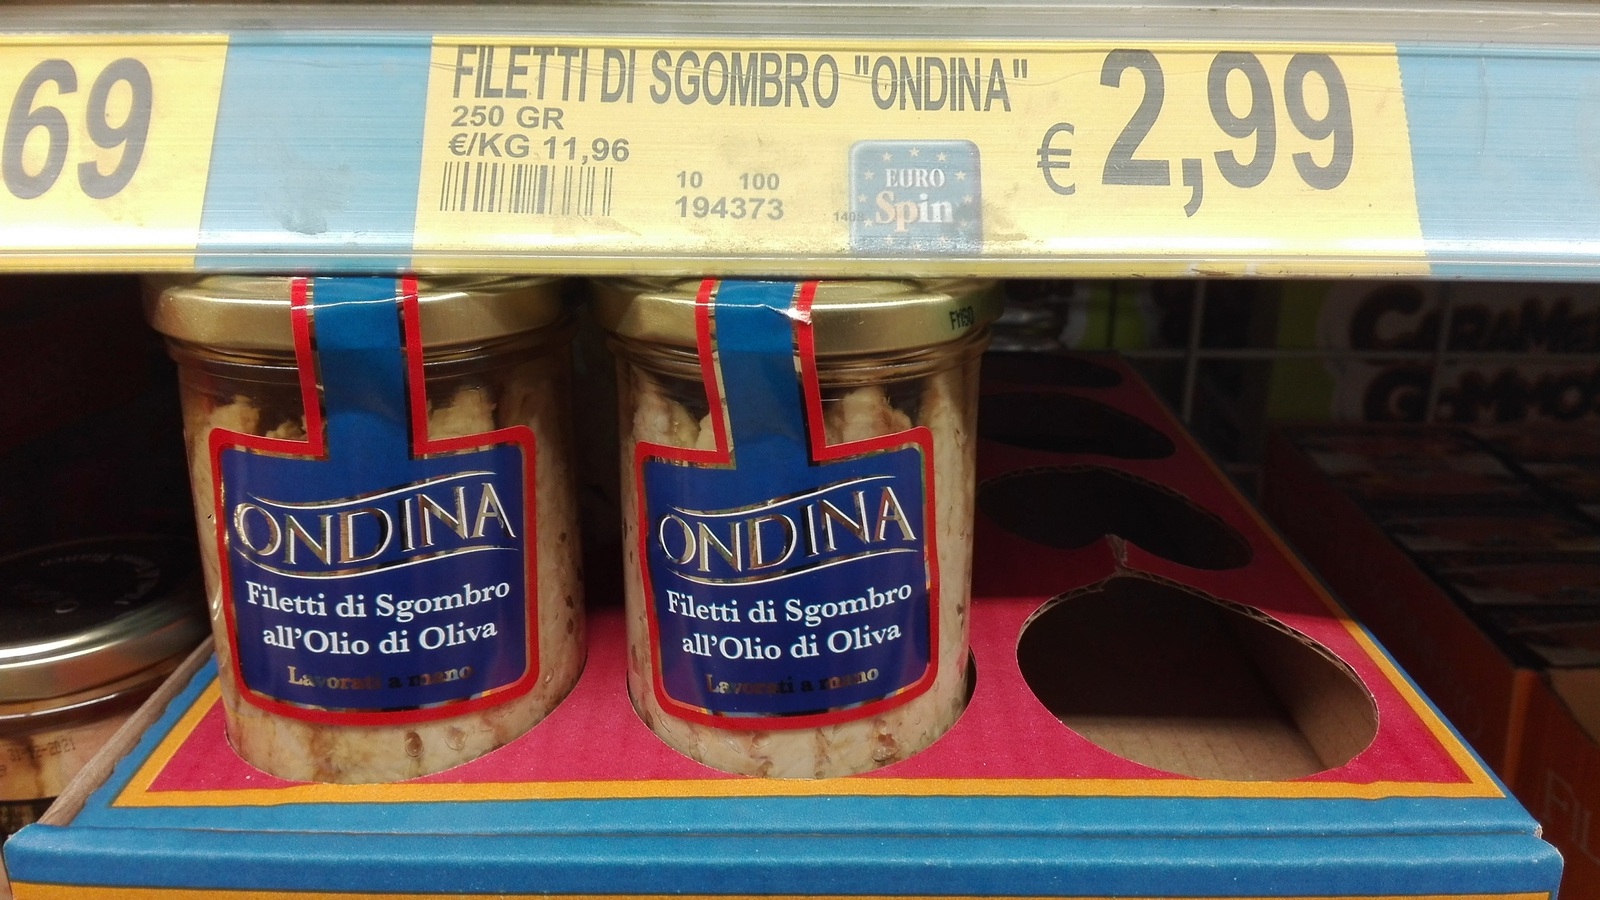 69
FILETTI DI SGOMBRO "ONDINA"
250 GR
€/KG 11,96
10 100
194373
EURO
Spin
€ 2,99
ONDINA
Filetti di Sgombro
all'Olio di Oliva
Lavorati a mano
ONDINA
Filetti di Sgombro
all'Olio di Oliva
Lavorati a mano